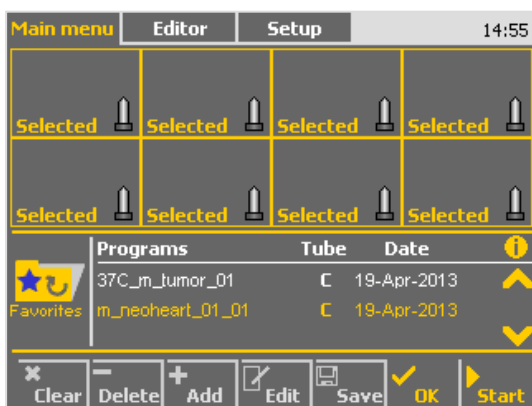 Main menu Editor Setup 14:55
Selected Selected Selected Selected
Selected Selected Selected Selected
Programs Tube Date i
37C_m_tumor_01 C 19-Apr-2013
Favorites m_neoheart_01_01 C 19-Apr-2013
Clear Delete Add Edit Save OK Start